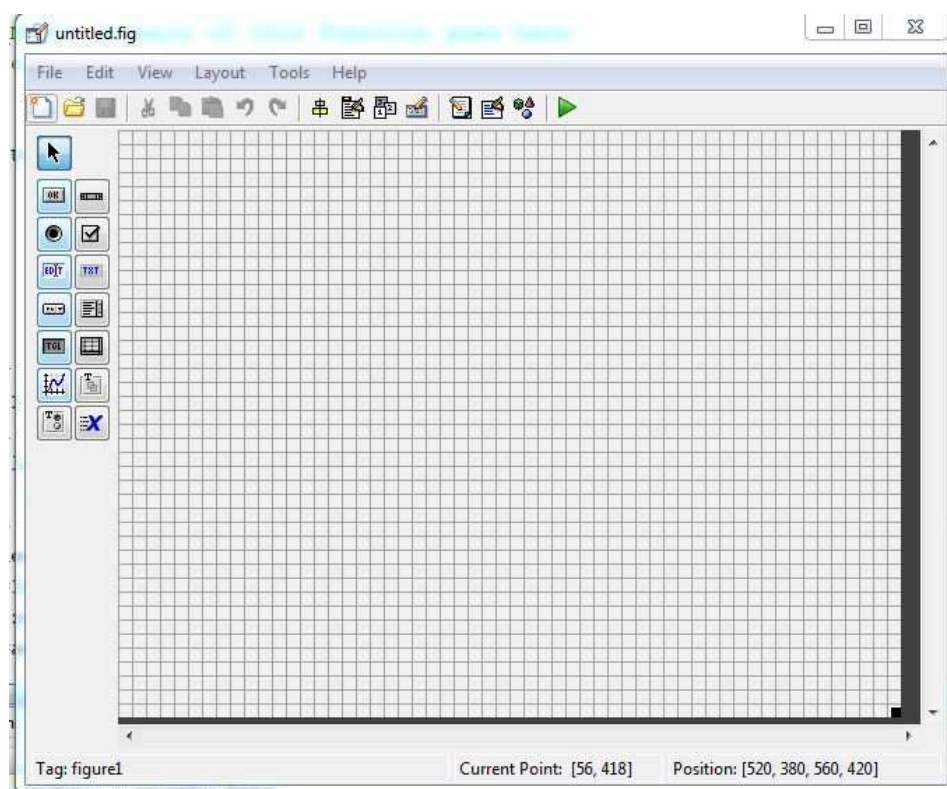 untitled.fig
File Edit View Layout Tools Help
OK
EDIT TXT
TGL
Tag: figure1 Current Point: [56, 418] Position: [520, 380, 560, 420]